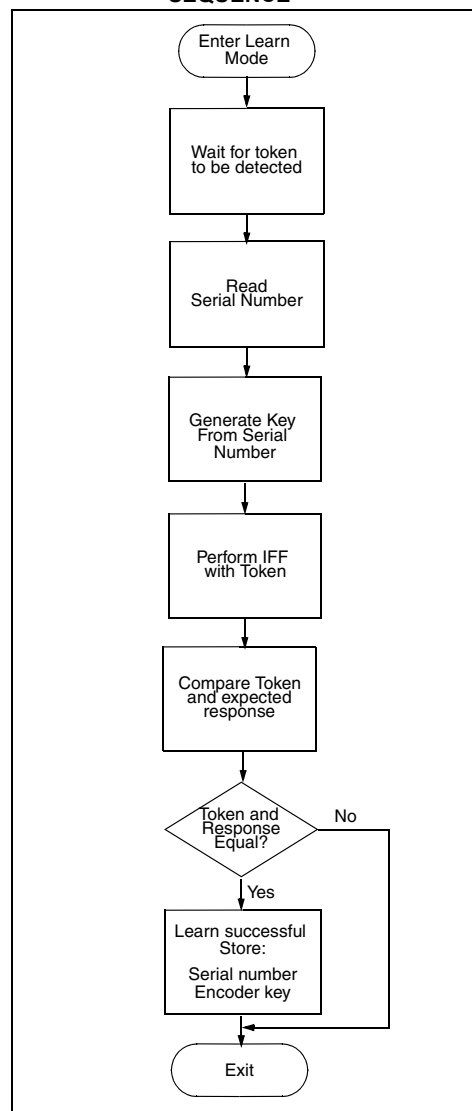 SEQUENCE
Enter Learn
Mode
Wait for token
to be detected
Read
Serial Number
Generate Key
From Serial
Number
Perform IFF
with Token
Compare Token
and expected
response
Token and
Response
Equal?
No
Yes
Learn successful
Store:
Serial number
Encoder key
Exit